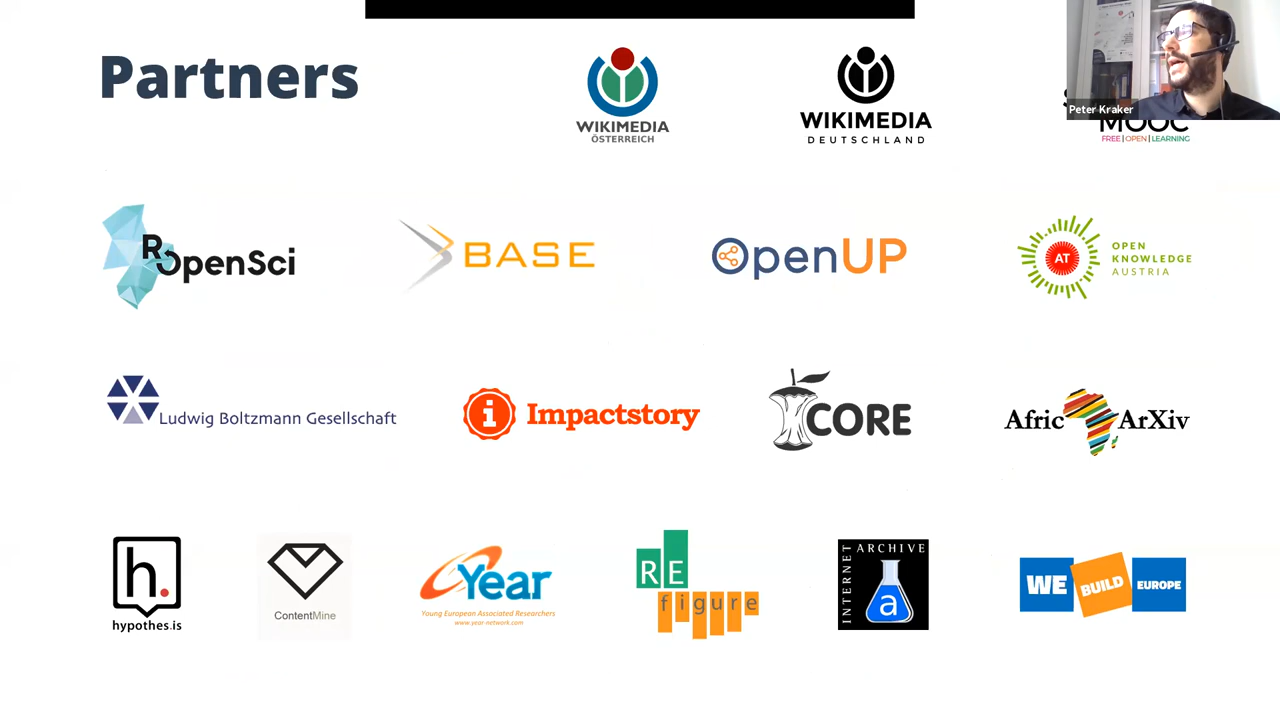 Partners
WIKIMEDIA
ÖSTERREICH
WIKIMEDIA
DEUTSCHLAND
Peter Kraker
MOOC
FREE | OPEN | LEARNING
ROpenSci
BASE
OpenUP
AT
OPEN
KNOWLEDGE
AUSTRIA
Ludwig Boltzmann Gesellschaft
i Impactstory
CORE
Afric ArXiv
h.
hypothes.is
ContentMine
Year
Young European Associated Researchers
www.year-network.com
RE
figure
INTERNET
ARCHIVE
a
WE BUILD EUROPE